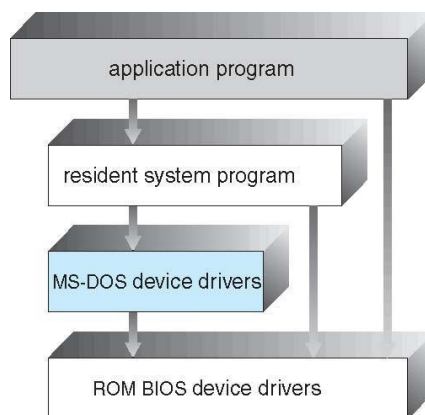 application program
resident system program
MS-DOS device drivers
ROM BIOS device drivers